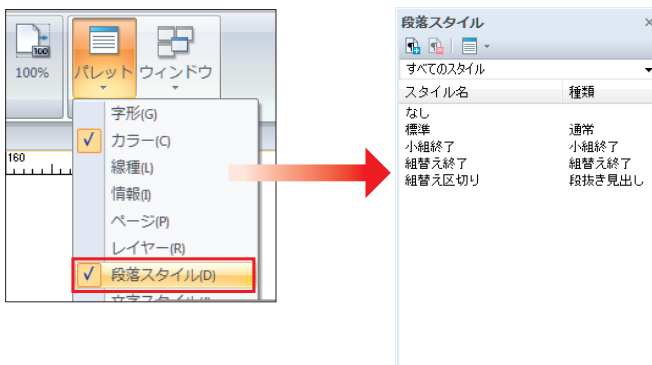 100
100%
パレット
ウィンドウ
160
字形(G)
カラー(C)
線種(L)
情報(I)
ページ(P)
レイヤー(R)
段落スタイル(D)
段落スタイル
すべてのスタイル
スタイル名 種類
なし
標準 通常
小組終了 小組終了
組替え終了 組替え終了
組替え区切り 段抜き見出し